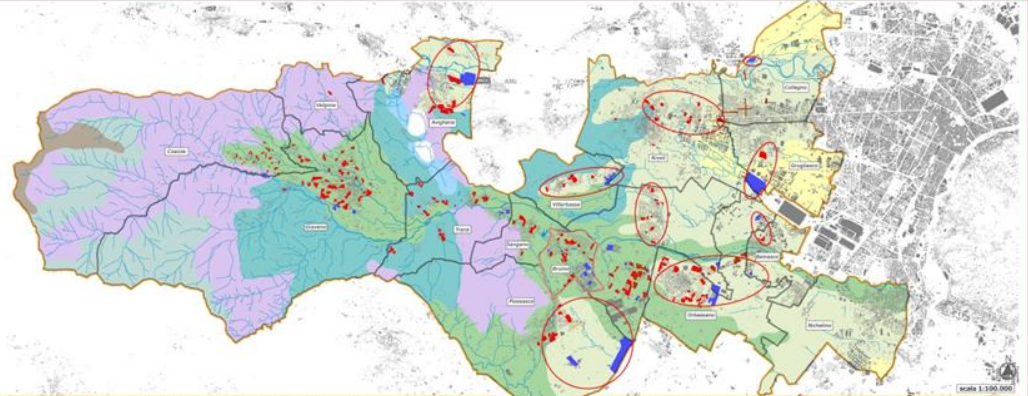 Collegno
Valgioie
Avigliana
Coazze
Rivoli
Grugliasco
Villarbasse
Giaveno
Trana
Sangano
Beinasco
Bruino
Piossasco
Orbassano
Nichelino
scala 1:100.000